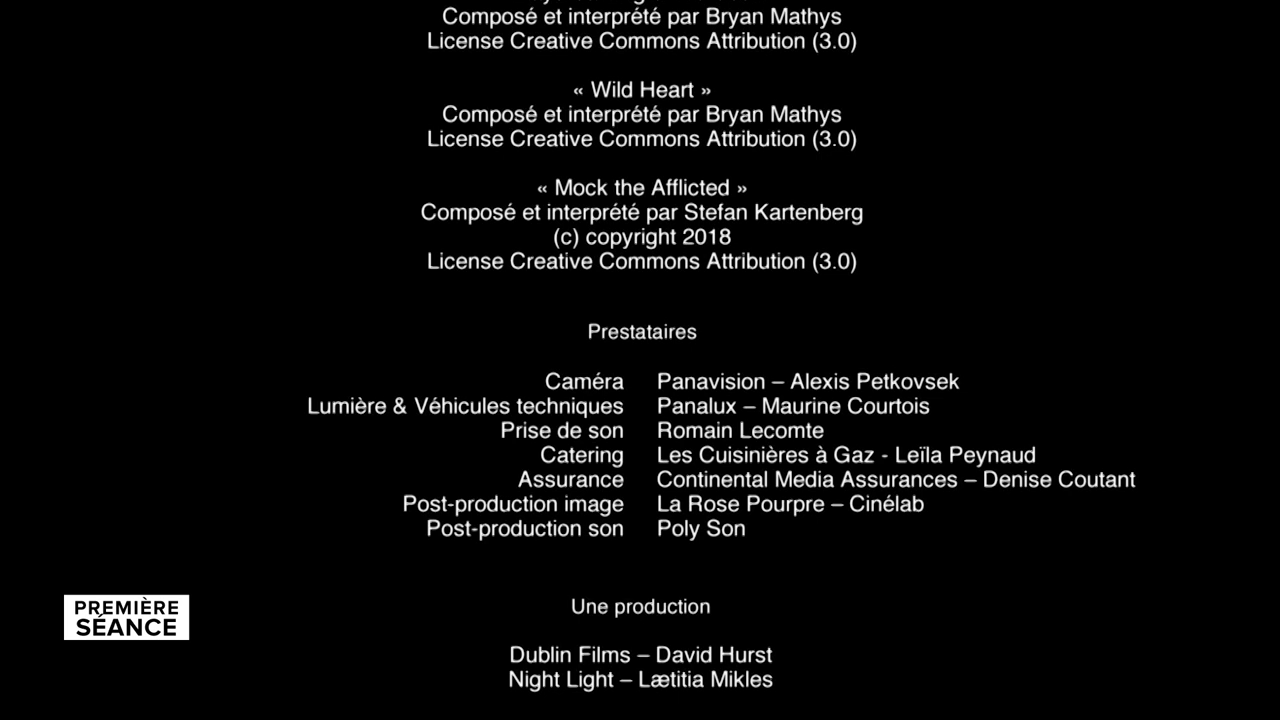 Composé et interprété par Bryan Mathys
License Creative Commons Attribution (3.0)
« Wild Heart »
Composé et interprété par Bryan Mathys
License Creative Commons Attribution (3.0)
« Mock the Afflicted »
Composé et interprété par Stefan Kartenberg
(c) copyright 2018
License Creative Commons Attribution (3.0)
Prestataires
Caméra Panavision – Alexis Petkovsek
Lumière & Véhicules techniques Panalux – Maurine Courtois
Prise de son Romain Lecomte
Catering Les Cuisinières à Gaz - Leïla Peynaud
Assurance Continental Media Assurances – Denise Coutant
Post-production image La Rose Pourpre – Cinélab
Post-production son Poly Son
Une production
Dublin Films – David Hurst
Night Light – Lætitia Mikles
PREMIÈRE
SÉANCE